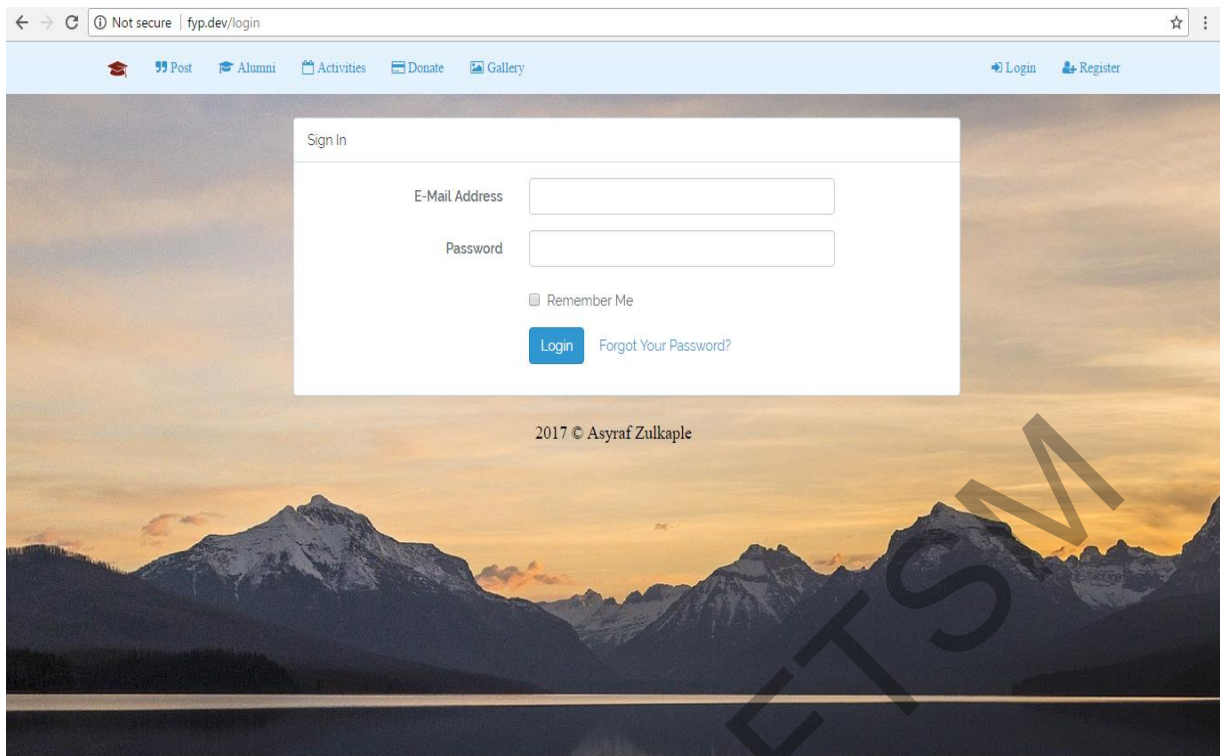 Not secure | fyp.dev/login
Post Alumni Activities Donate Gallery Login Register
Sign In
E-Mail Address
Password
Remember Me
Login Forgot Your Password?
2017 © Asyraf Zulkaple
FTSM